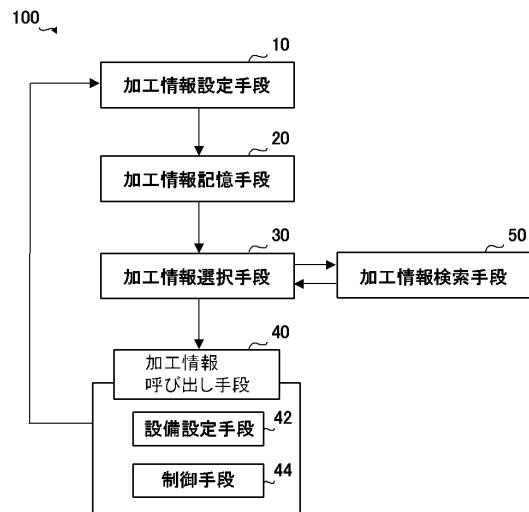 100
10
加工情報設定手段
20
加工情報記憶手段
30
加工情報選択手段
50
加工情報検索手段
40
加工情報
呼び出し手段
設備設定手段
42
制御手段
44